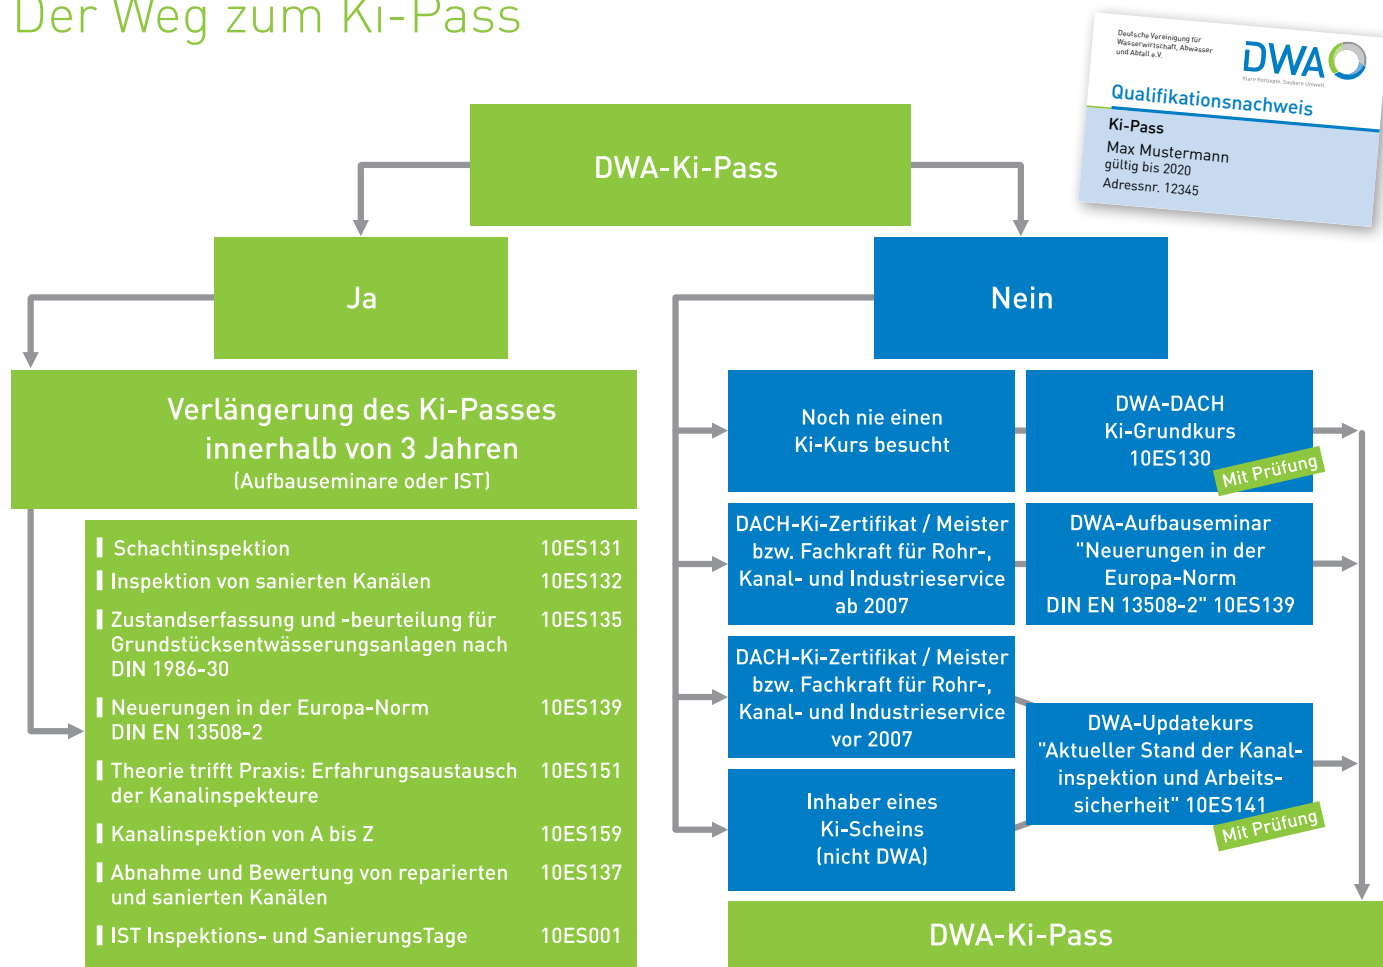 Der Weg zum Ki-Pass
Deutsche Vereinigung für
Wasserwirtschaft, Abwasser
und Abfall e.V.
DWA
Klare Konzepte. Saubere Umwelt.
Qualifikationsnachweis
Ki-Pass
Max Mustermann
gültig bis 2020
Adressnr. 12345
DWA-Ki-Pass
Ja
Nein
Verlängerung des Ki-Passes
innerhalb von 3 Jahren
(Aufbauseminare oder IST)
Schachtinspektion 10ES131
Inspektion von sanierten Kanälen 10ES132
Zustandserfassung und -beurteilung für 10ES135
Grundstücksentwässerungsanlagen nach
DIN 1986-30
Neuerungen in der Europa-Norm 10ES139
DIN EN 13508-2
Theorie trifft Praxis: Erfahrungsaustausch 10ES151
der Kanalinspekteure
Kanalinspektion von A bis Z 10ES159
Abnahme und Bewertung von reparierten 10ES137
und sanierten Kanälen
IST Inspektions- und SanierungsTage 10ES001
Noch nie einen
Ki-Kurs besucht
DWA-DACH
Ki-Grundkurs
10ES130
Mit Prüfung
DACH-Ki-Zertifikat / Meister
bzw. Fachkraft für Rohr-,
Kanal- und Industrieservice
ab 2007
DWA-Aufbauseminar
"Neuerungen in der
Europa-Norm
DIN EN 13508-2" 10ES139
DACH-Ki-Zertifikat / Meister
bzw. Fachkraft für Rohr-,
Kanal- und Industrieservice
vor 2007
Inhaber eines
Ki-Scheins
(nicht DWA)
DWA-Updatekurs
"Aktueller Stand der Kanal-
inspektion und Arbeits-
sicherheit" 10ES141
Mit Prüfung
DWA-Ki-Pass